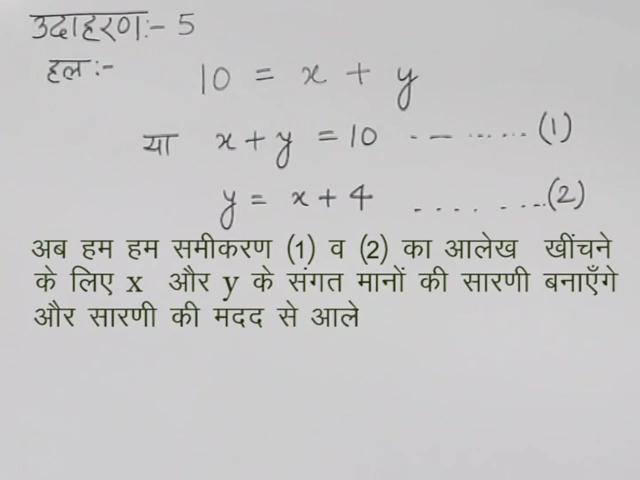 उदाहरण:- 5
हल:-
10 = x + y
या x + y = 10 .-- ...... (1)
y = x + 4 .... ... (2)
अब हम हम समीकरण (1) व (2) का आलेख खींचने
के लिए x और y के संगत मानों की सारणी बनाएँगे
और सारणी की मदद से आले